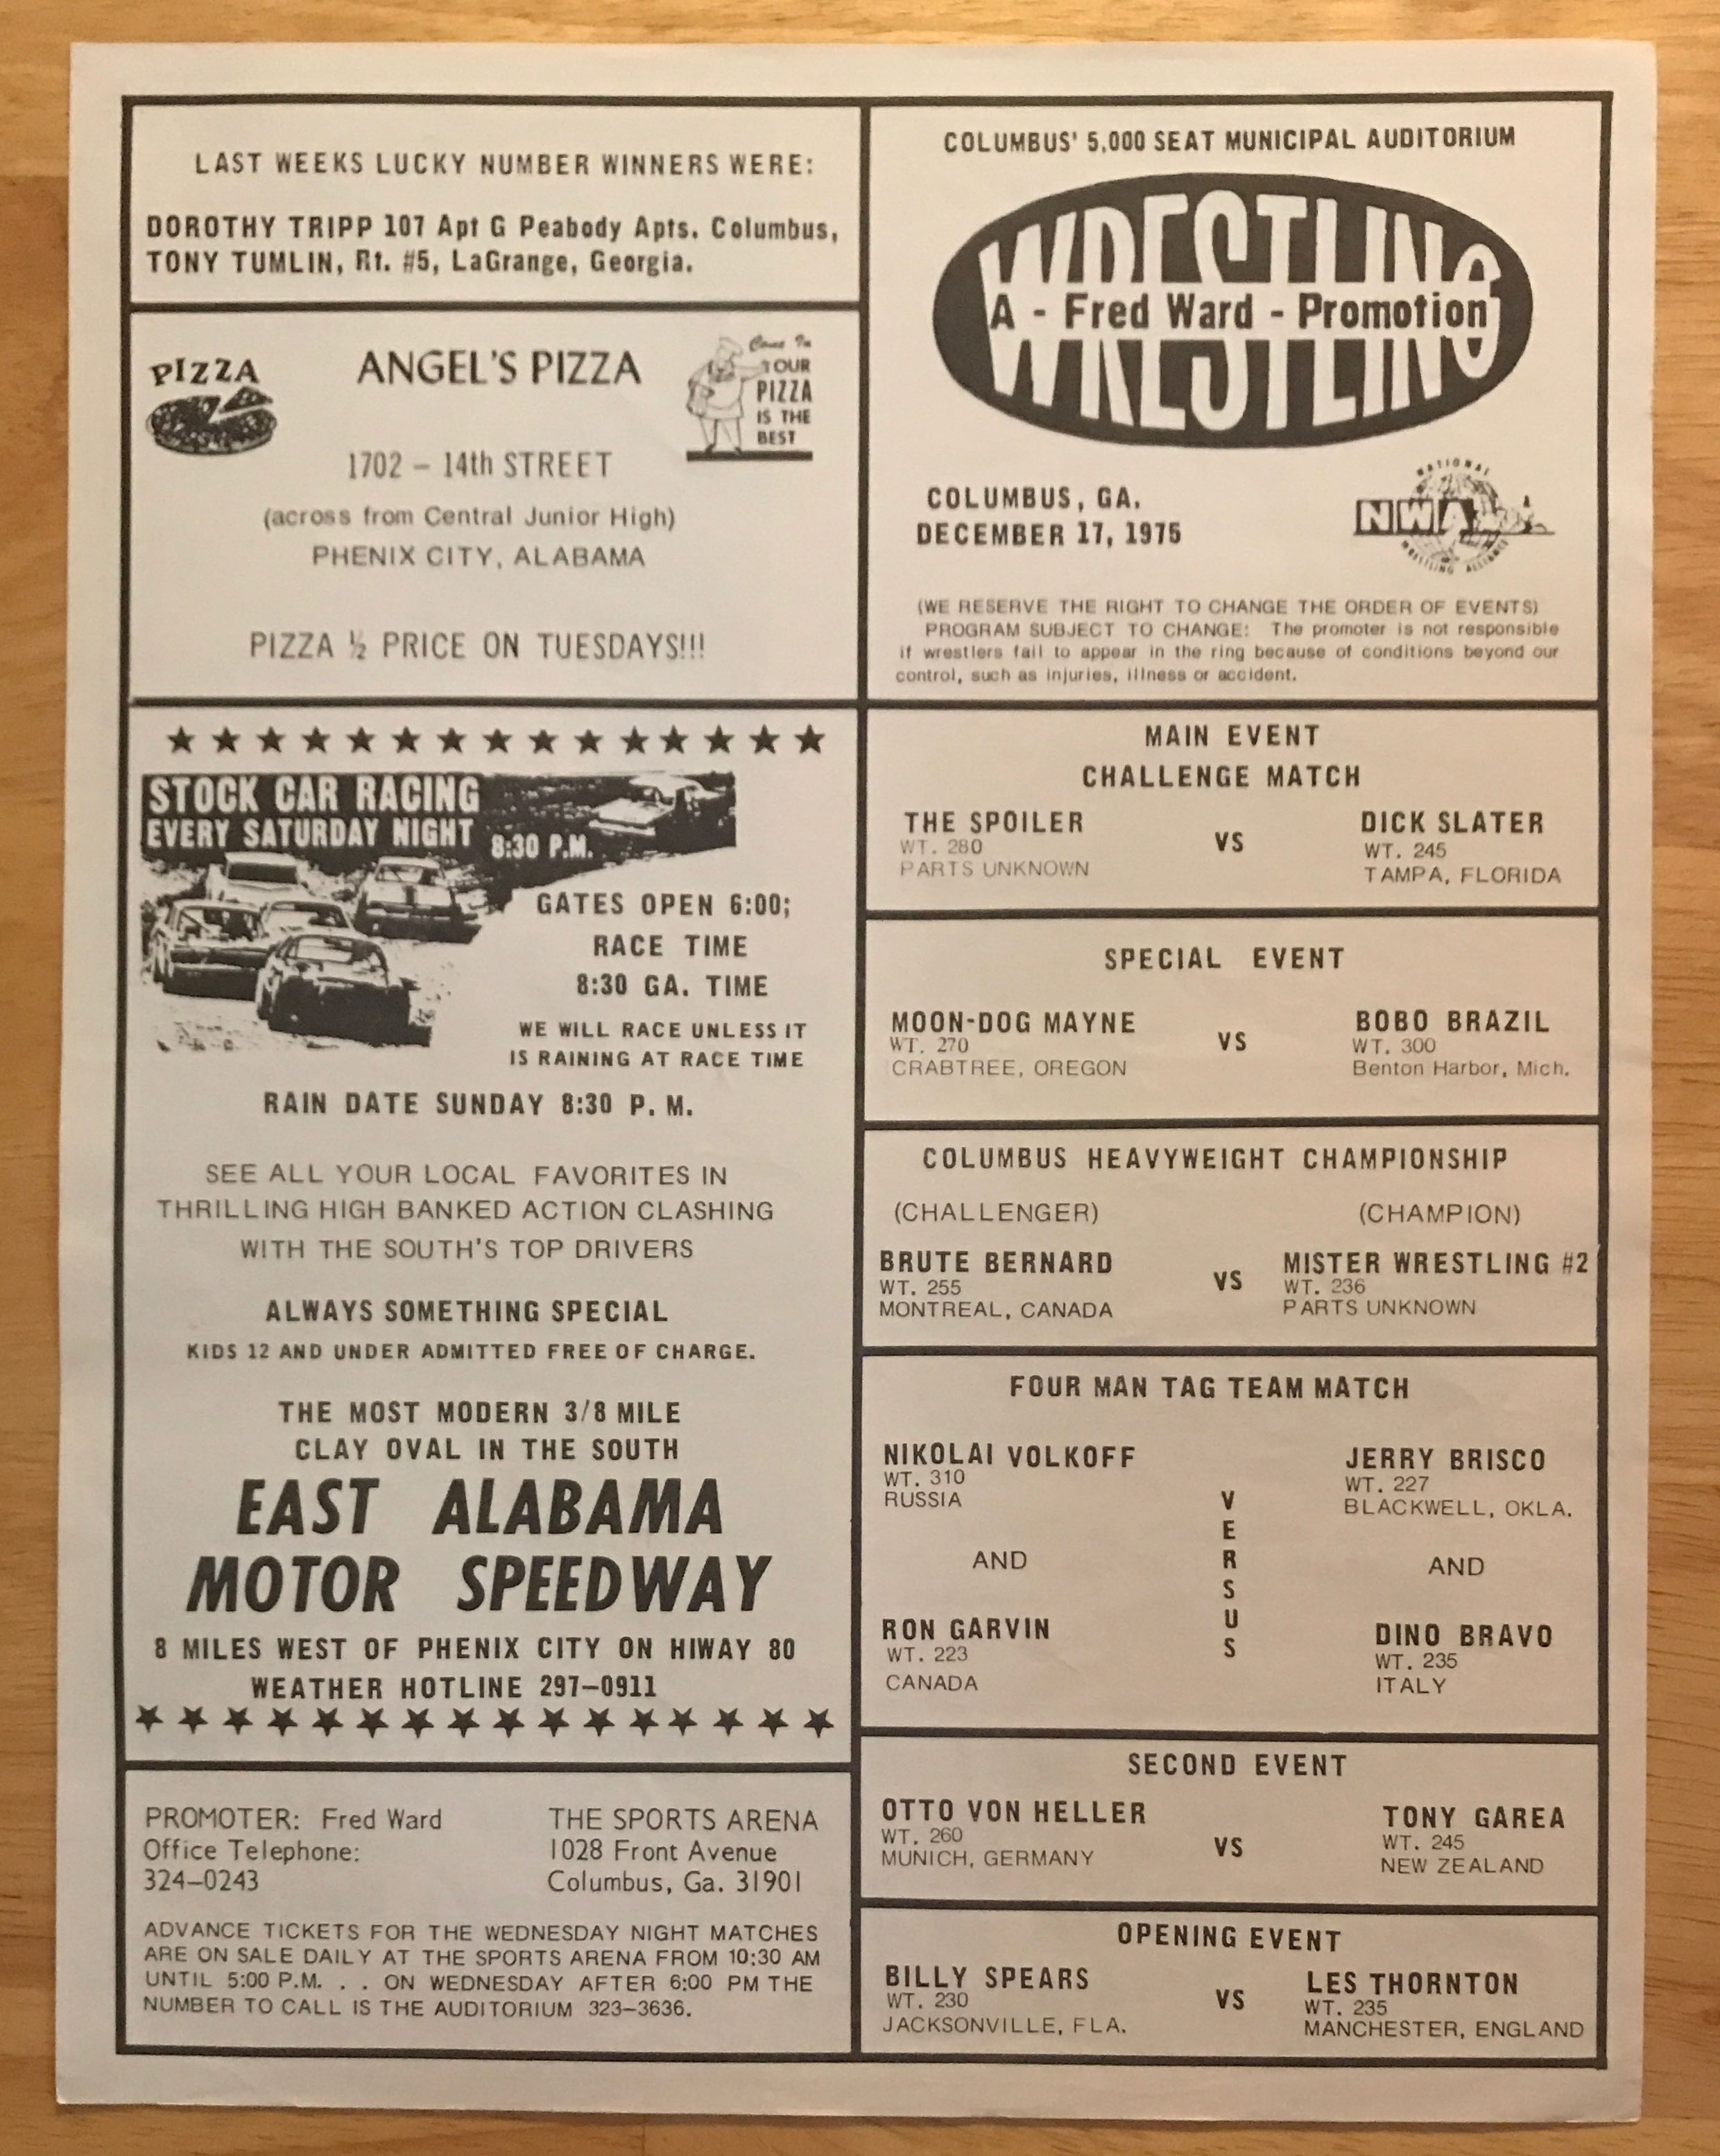 LAST WEEKS LUCKY NUMBER WINNERS WERE:
DOROTHY TRIPP 107 Apt G Peabody Apts. Columbus,
TONY TUMLIN, Rt. #5, LaGrange, Georgia.
PIZZA
ANGEL'S PIZZA
Come In
YOUR
PIZZA
IS THE
BEST
1702 – 14th STREET
(across from Central Junior High)
PHENIX CITY, ALABAMA
PIZZA ½ PRICE ON TUESDAYS!!!
STOCK CAR RACING
EVERY SATURDAY NIGHT
8:30 P.M.
GATES OPEN 6:00;
RACE TIME
8:30 GA. TIME
WE WILL RACE UNLESS IT
IS RAINING AT RACE TIME
RAIN DATE SUNDAY 8:30 P. M.
SEE ALL YOUR LOCAL FAVORITES IN
THRILLING HIGH BANKED ACTION CLASHING
WITH THE SOUTH'S TOP DRIVERS
ALWAYS SOMETHING SPECIAL
KIDS 12 AND UNDER ADMITTED FREE OF CHARGE.
THE MOST MODERN 3/8 MILE
CLAY OVAL IN THE SOUTH
EAST ALABAMA
MOTOR SPEEDWAY
8 MILES WEST OF PHENIX CITY ON HIWAY 80
WEATHER HOTLINE 297–0911
PROMOTER: Fred Ward
Office Telephone:
324–0243
THE SPORTS ARENA
1028 Front Avenue
Columbus, Ga. 31901
ADVANCE TICKETS FOR THE WEDNESDAY NIGHT MATCHES
ARE ON SALE DAILY AT THE SPORTS ARENA FROM 10:30 AM
UNTIL 5:00 P.M. . . ON WEDNESDAY AFTER 6:00 PM THE
NUMBER TO CALL IS THE AUDITORIUM 323–3636.
COLUMBUS' 5,000 SEAT MUNICIPAL AUDITORIUM
WRESTLING
A - Fred Ward - Promotion
COLUMBUS, GA.
DECEMBER 17, 1975
NATIONAL
NWA
WRESTLING ALLIANCE
(WE RESERVE THE RIGHT TO CHANGE THE ORDER OF EVENTS)
PROGRAM SUBJECT TO CHANGE: The promoter is not responsible
if wrestlers fail to appear in the ring because of conditions beyond our
control, such as injuries, illness or accident.
MAIN EVENT
CHALLENGE MATCH
THE SPOILER
WT. 280
PARTS UNKNOWN
VS
DICK SLATER
WT. 245
TAMPA, FLORIDA
SPECIAL EVENT
MOON-DOG MAYNE
WT. 270
CRABTREE, OREGON
VS
BOBO BRAZIL
WT. 300
Benton Harbor, Mich.
COLUMBUS HEAVYWEIGHT CHAMPIONSHIP
(CHALLENGER)
BRUTE BERNARD
WT. 255
MONTREAL, CANADA
VS
(CHAMPION)
MISTER WRESTLING #2
WT. 236
PARTS UNKNOWN
FOUR MAN TAG TEAM MATCH
NIKOLAI VOLKOFF
WT. 310
RUSSIA
AND
RON GARVIN
WT. 223
CANADA
VERSUS
JERRY BRISCO
WT. 227
BLACKWELL, OKLA.
AND
DINO BRAVO
WT. 235
ITALY
SECOND EVENT
OTTO VON HELLER
WT. 260
MUNICH, GERMANY
VS
TONY GAREA
WT. 245
NEW ZEALAND
OPENING EVENT
BILLY SPEARS
WT. 230
JACKSONVILLE, FLA.
VS
LES THORNTON
WT. 235
MANCHESTER, ENGLAND